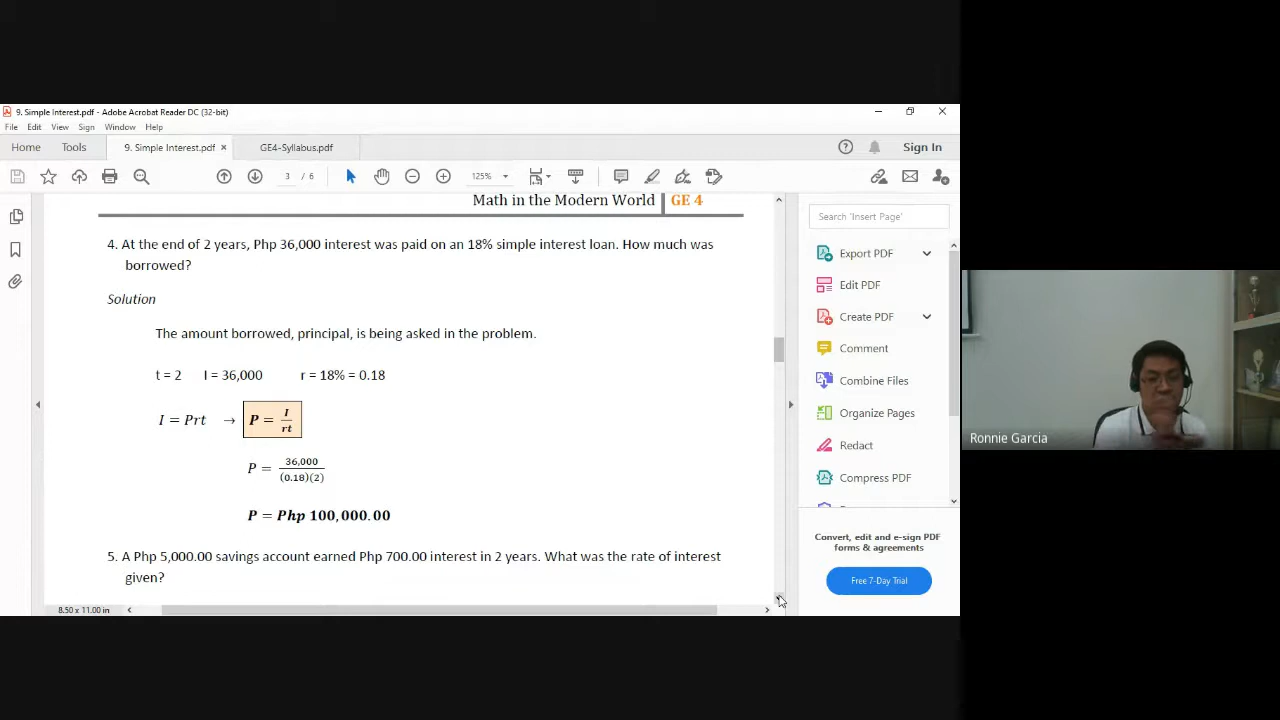 9. Simple Interest.pdf - Adobe Acrobat Reader DC (32-bit)
File Edit View Sign Window Help
Home Tools 9. Simple Interest.pdf × GE4-Syllabus.pdf Sign In
3 / 6 125%
Math in the Modern World GE 4
4. At the end of 2 years, Php 36,000 interest was paid on an 18% simple interest loan. How much was
borrowed?
Solution
The amount borrowed, principal, is being asked in the problem.
t = 2 I = 36,000 r = 18% = 0.18
I = Prt → P = I/rt
P = 36,000/(0.18)(2)
P = Php 100,000.00
5. A Php 5,000.00 savings account earned Php 700.00 interest in 2 years. What was the rate of interest
given?
8.50 x 11.00 in
Search 'Insert Page'
Export PDF
Edit PDF
Create PDF
Comment
Combine Files
Organize Pages
Redact
Compress PDF
Convert, edit and e-sign PDF
forms & agreements
Free 7-Day Trial
Ronnie Garcia